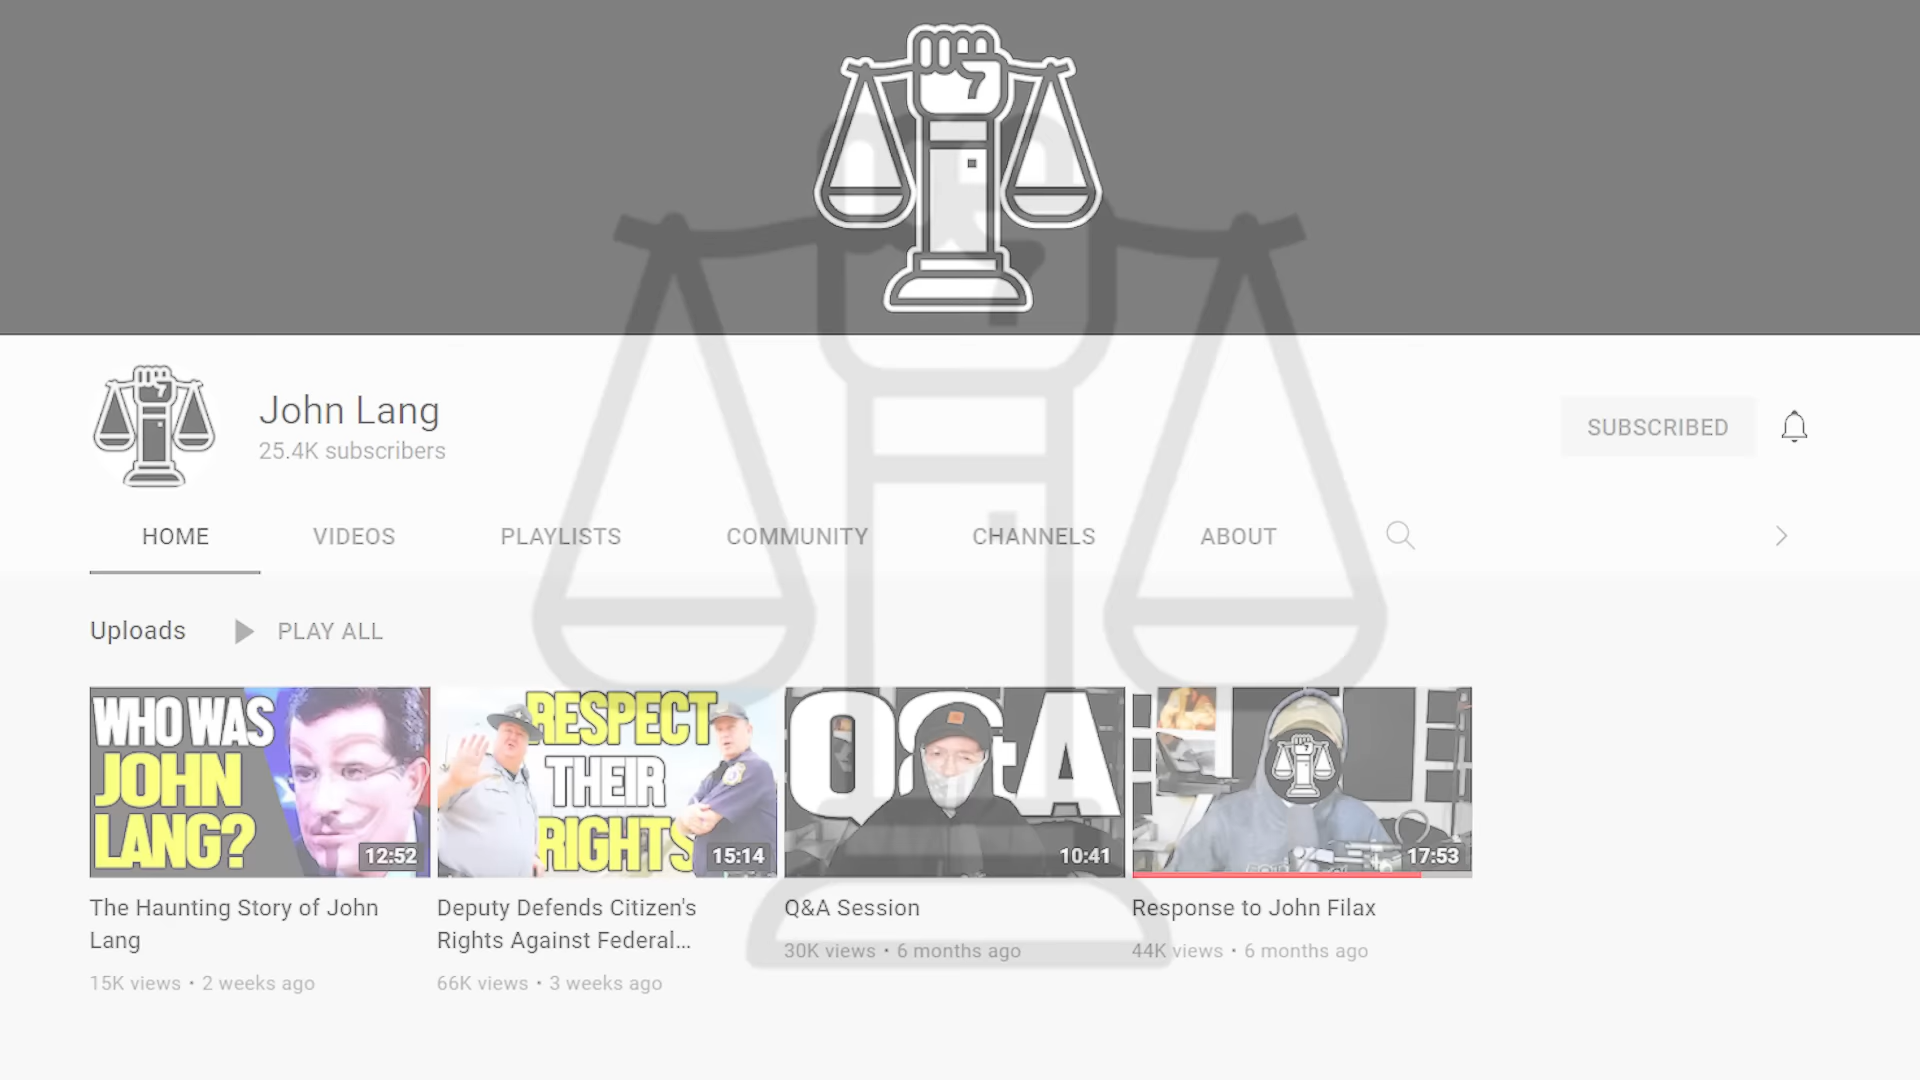 7
John Lang
25.4K subscribers
SUBSCRIBED
HOME VIDEOS PLAYLISTS COMMUNITY CHANNELS ABOUT
Uploads PLAY ALL
WHO WAS
JOHN
LANG?
12:52
RESPECT
THEIR
RIGHTS
15:14
Q&A
10:41
7
17:53
The Haunting Story of John
Lang
15K views • 2 weeks ago
Deputy Defends Citizen's
Rights Against Federal...
66K views • 3 weeks ago
Q&A Session
30K views • 6 months ago
Response to John Filax
44K views • 6 months ago